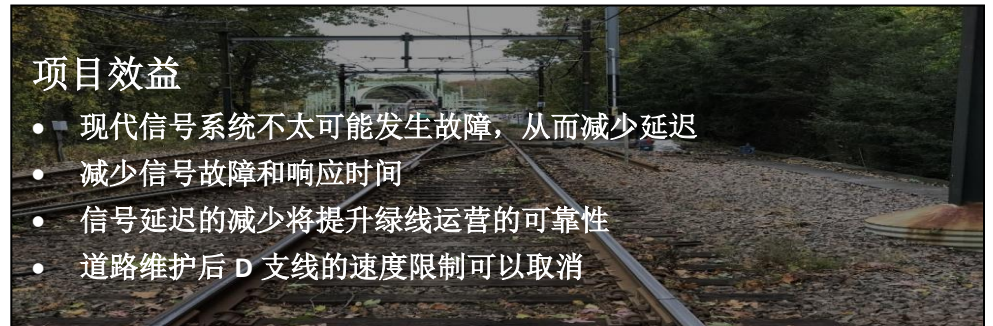 项目效益
• 现代信号系统不太可能发生故障，从而减少延迟
• 减少信号故障和响应时间
• 信号延迟的减少将提升绿线运营的可靠性
• 道路维护后 D 支线的速度限制可以取消